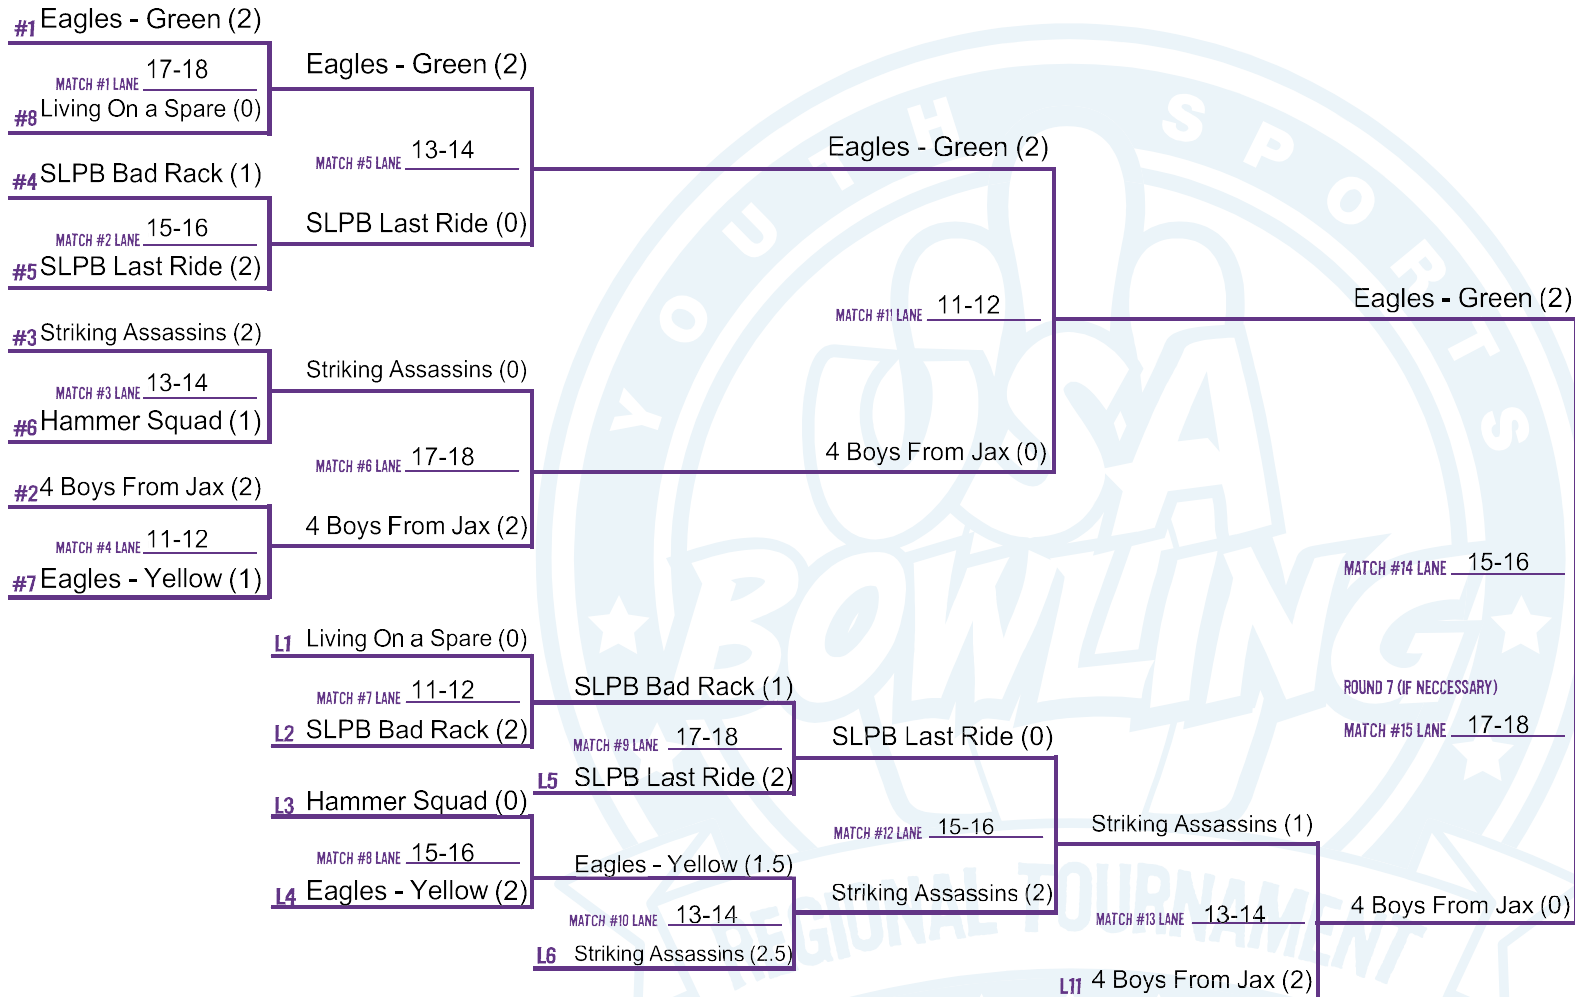 #1 Eagles - Green (2)
MATCH #1 LANE 17-18
#8 Living On a Spare (0)
#4 SLPB Bad Rack (1)
MATCH #2 LANE 15-16
#5 SLPB Last Ride (2)
#3 Striking Assassins (2)
MATCH #3 LANE 13-14
#6 Hammer Squad (1)
#2 4 Boys From Jax (2)
MATCH #4 LANE 11-12
#7 Eagles - Yellow (1)
Eagles - Green (2)
MATCH #5 LANE 13-14
SLPB Last Ride (0)
Striking Assassins (0)
MATCH #6 LANE 17-18
4 Boys From Jax (2)
Eagles - Green (2)
MATCH #11 LANE 11-12
4 Boys From Jax (0)
Eagles - Green (2)
MATCH #14 LANE 15-16
ROUND 7 (IF NECCESSARY)
MATCH #15 LANE 17-18
L1 Living On a Spare (0)
MATCH #7 LANE 11-12
L2 SLPB Bad Rack (2)
L3 Hammer Squad (0)
MATCH #8 LANE 15-16
L4 Eagles - Yellow (2)
SLPB Bad Rack (1)
MATCH #9 LANE 17-18
L5 SLPB Last Ride (2)
Eagles - Yellow (1.5)
MATCH #10 LANE 13-14
L6 Striking Assassins (2.5)
SLPB Last Ride (0)
MATCH #12 LANE 15-16
Striking Assassins (2)
Striking Assassins (1)
MATCH #13 LANE 13-14
L11 4 Boys From Jax (2)
4 Boys From Jax (0)
YOUTH SPORTS
USA
BOWLING
REGIONAL TOURNAMENT